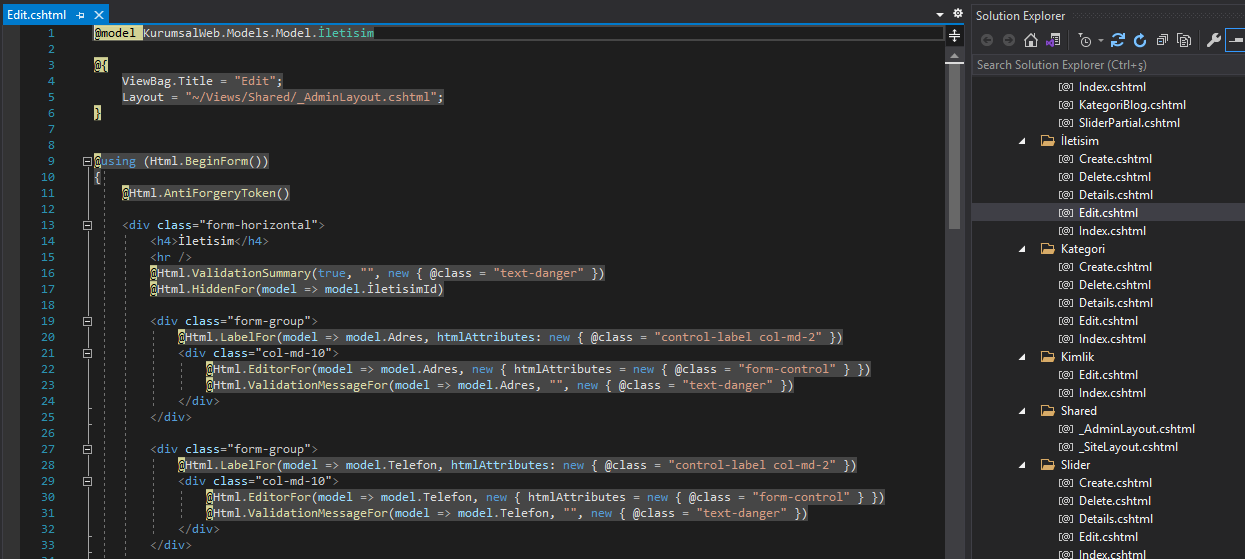 Edit.cshtml
1 @model KurumsalWeb.Models.Model.İletisim
2
3 @{
4 ViewBag.Title = "Edit";
5 Layout = "~/Views/Shared/_AdminLayout.cshtml";
6 }
7
8
9 @using (Html.BeginForm())
10 {
11 @Html.AntiForgeryToken()
12
13 <div class="form-horizontal">
14 <h4>İletisim</h4>
15 <hr />
16 @Html.ValidationSummary(true, "", new { @class = "text-danger" })
17 @Html.HiddenFor(model => model.İletisimId)
18
19 <div class="form-group">
20 @Html.LabelFor(model => model.Adres, htmlAttributes: new { @class = "control-label col-md-2" })
21 <div class="col-md-10">
22 @Html.EditorFor(model => model.Adres, new { htmlAttributes = new { @class = "form-control" } })
23 @Html.ValidationMessageFor(model => model.Adres, "", new { @class = "text-danger" })
24 </div>
25 </div>
26
27 <div class="form-group">
28 @Html.LabelFor(model => model.Telefon, htmlAttributes: new { @class = "control-label col-md-2" })
29 <div class="col-md-10">
30 @Html.EditorFor(model => model.Telefon, new { htmlAttributes = new { @class = "form-control" } })
31 @Html.ValidationMessageFor(model => model.Telefon, "", new { @class = "text-danger" })
32 </div>
33 </div>
Solution Explorer
Search Solution Explorer (Ctrl+ş)
Index.cshtml
KategoriBlog.cshtml
SliderPartial.cshtml
İletisim
Create.cshtml
Delete.cshtml
Details.cshtml
Edit.cshtml
Index.cshtml
Kategori
Create.cshtml
Delete.cshtml
Details.cshtml
Edit.cshtml
Index.cshtml
Kimlik
Edit.cshtml
Index.cshtml
Shared
_AdminLayout.cshtml
_SiteLayout.cshtml
Slider
Create.cshtml
Delete.cshtml
Details.cshtml
Edit.cshtml
Index.cshtml